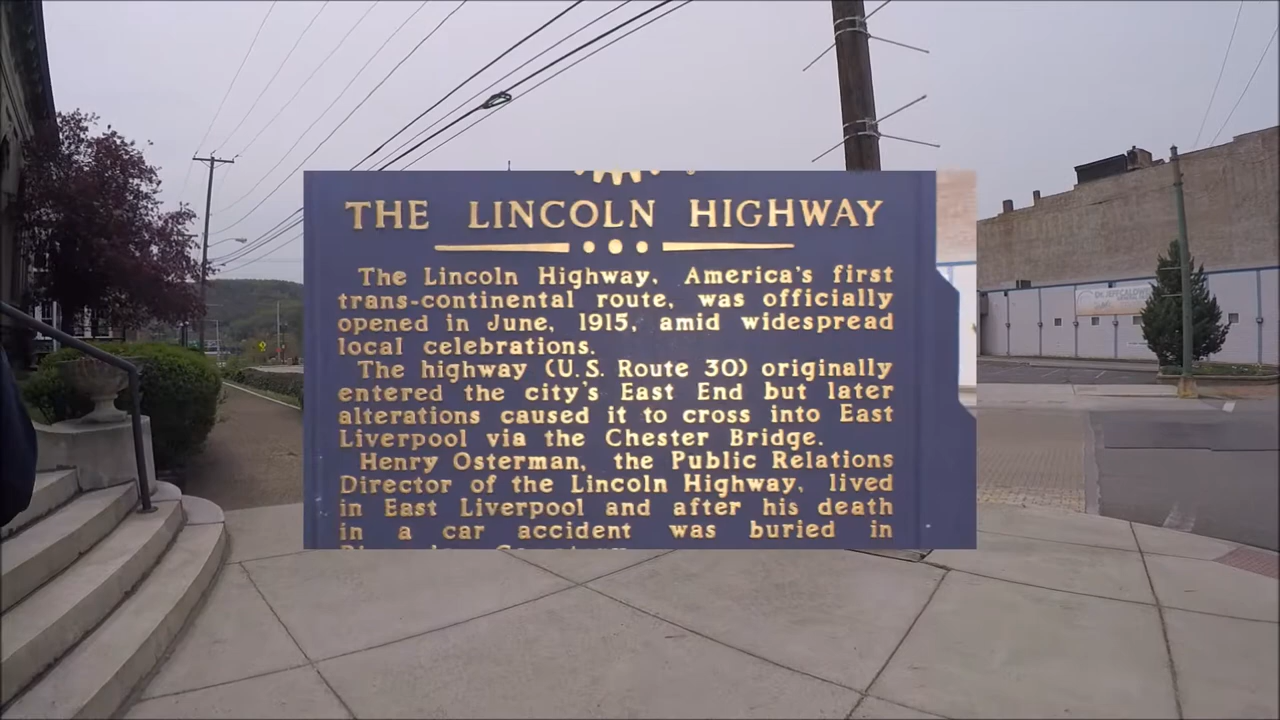 THE LINCOLN HIGHWAY
The Lincoln Highway, America's first
trans-continental route, was officially
opened in June, 1915, amid widespread
local celebrations.
The highway (U.S. Route 30) originally
entered the city's East End but later
alterations caused it to cross into East
Liverpool via the Chester Bridge.
Henry Osterman, the Public Relations
Director of the Lincoln Highway, lived
in East Liverpool and after his death
in a car accident was buried in